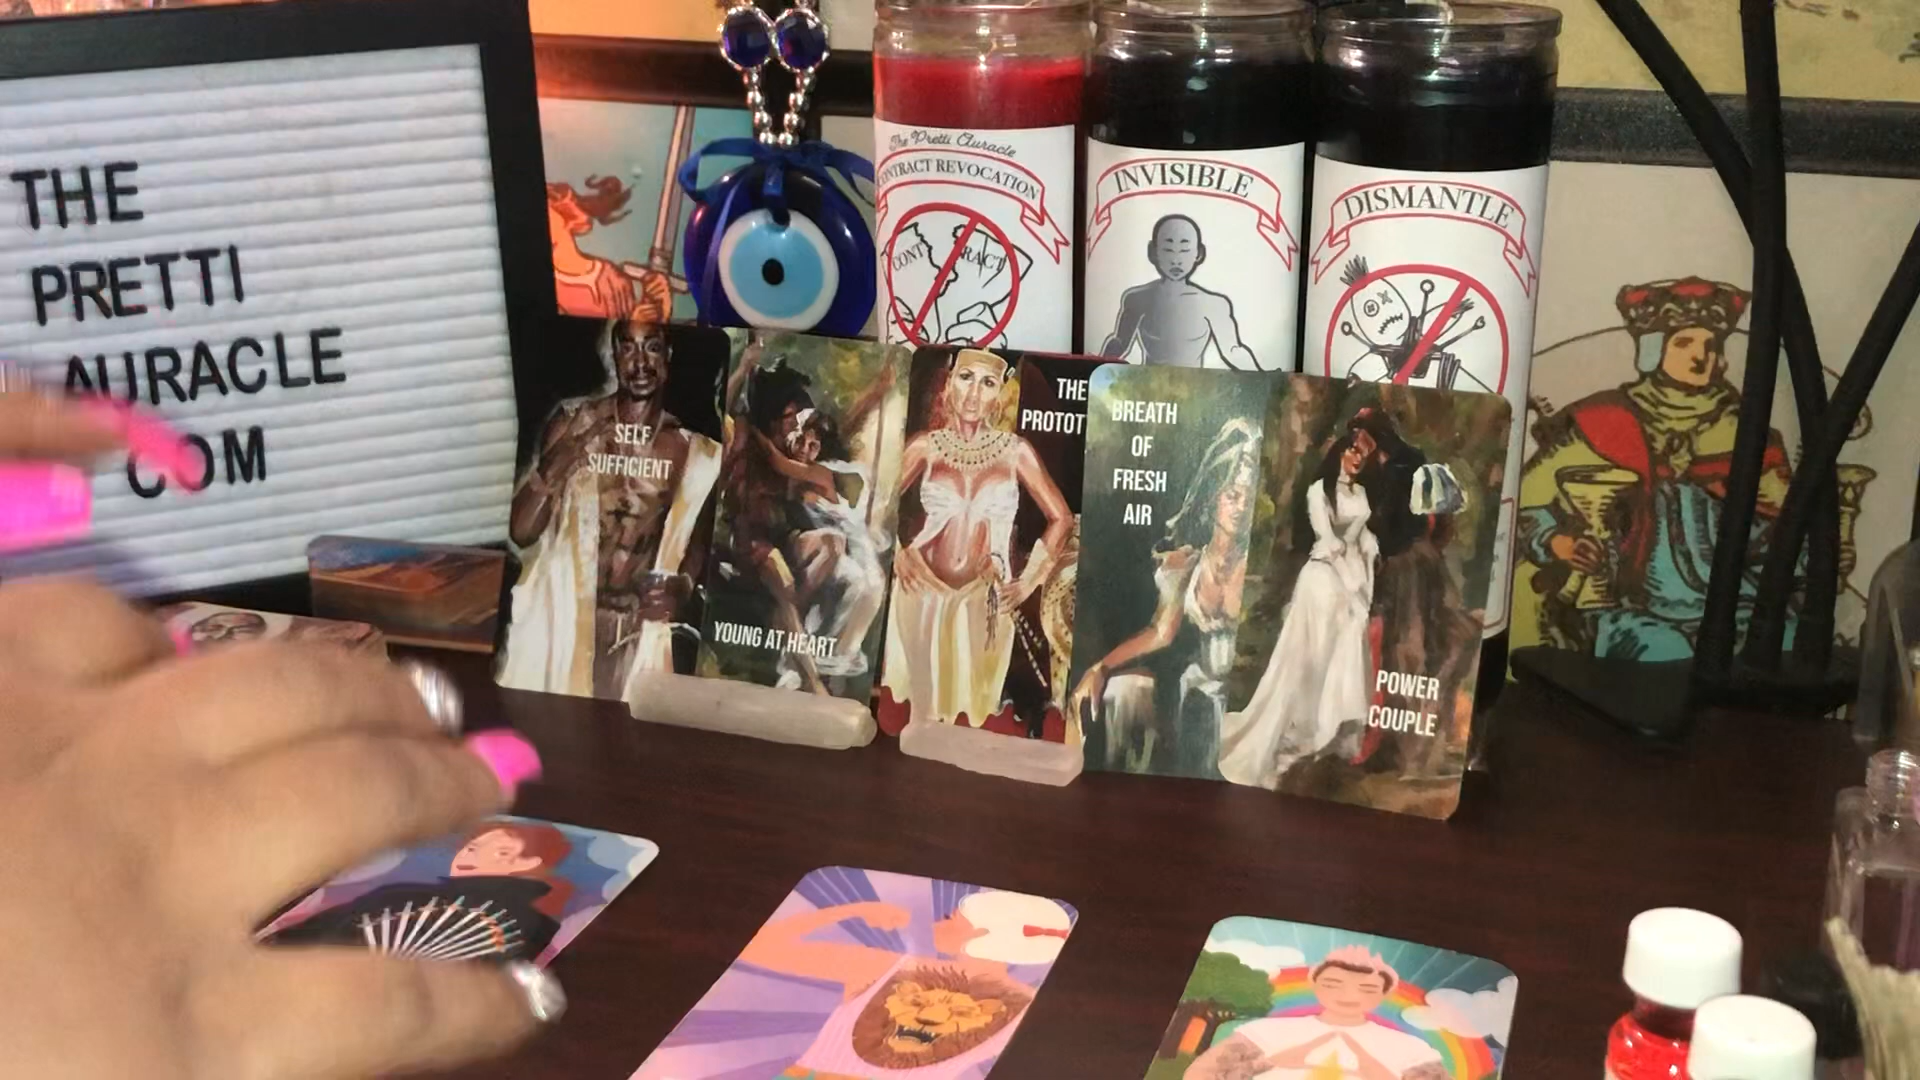 THE
PRETTI
AURACLE
COM
The Pretti Auracle
CONTRACT REVOCATION
CONT
RACT
INVISIBLE
DISMANTLE
SELF
SUFFICIENT
YOUNG AT HEART
THE
PROTOT
BREATH
OF
FRESH
AIR
POWER
COUPLE